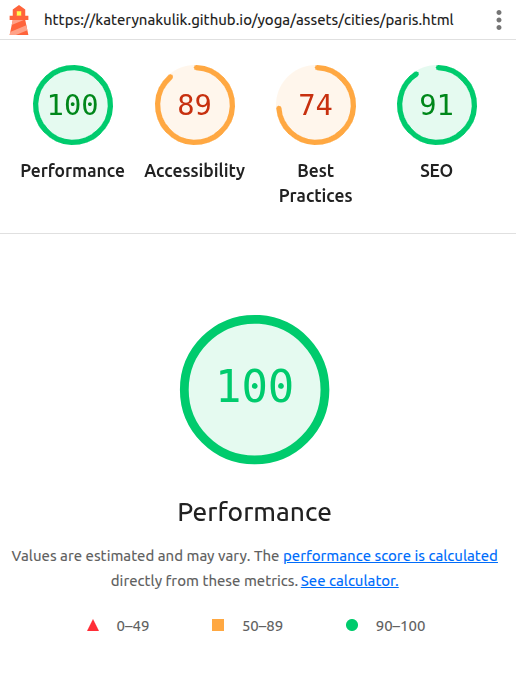 https://katerynakulik.github.io/yoga/assets/cities/paris.html
100 89 74 91
Performance Accessibility Best Practices SEO
100
Performance
Values are estimated and may vary. The performance score is calculated
directly from these metrics. See calculator.
0–49 50–89 90–100